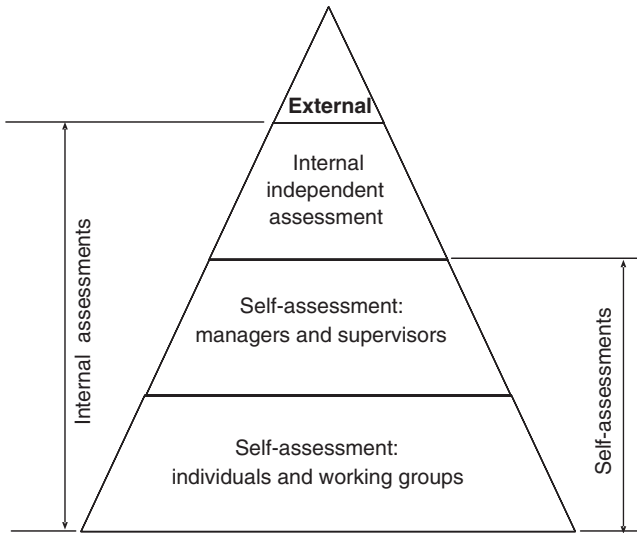 External
Internal
independent
assessment
Self-assessment:
managers and supervisors
Self-assessment:
individuals and working groups
Internal assessments
Self-assessments